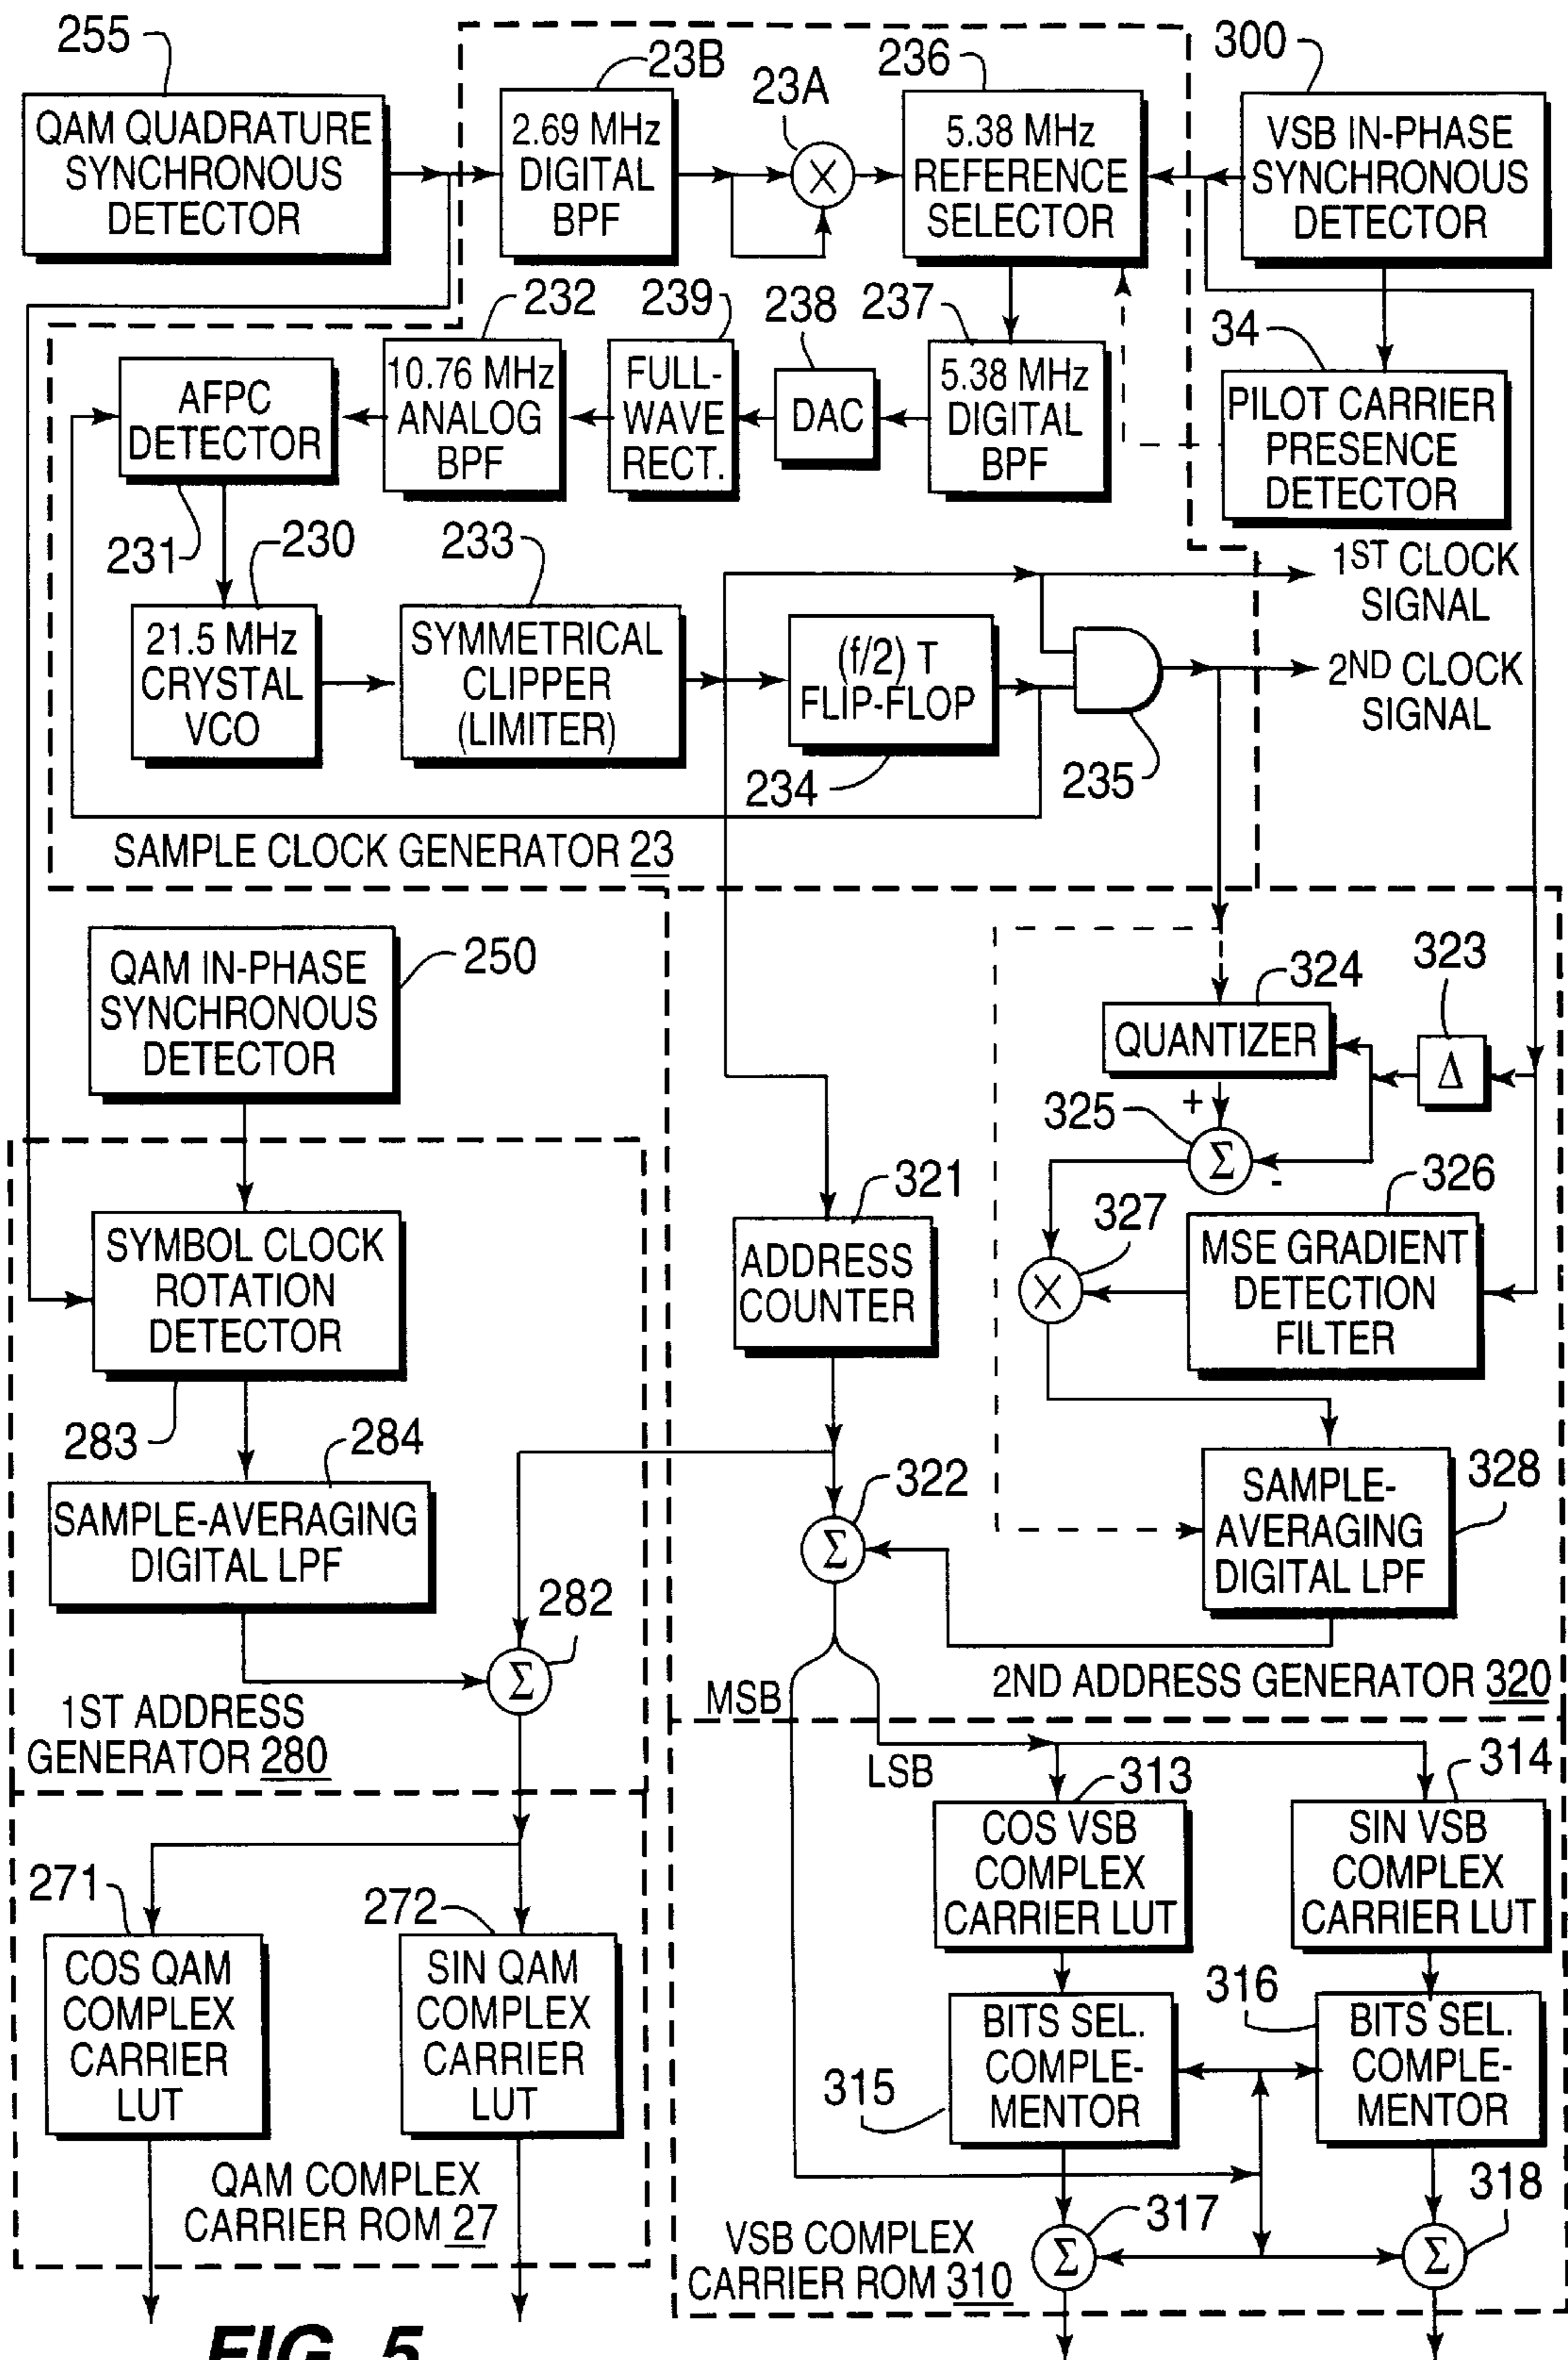 255
23B
23A
236
300
QAM QUADRATURE
SYNCHRONOUS
DETECTOR
2.69 MHz
DIGITAL
BPF
X
5.38 MHz
REFERENCE
SELECTOR
VSB IN-PHASE
SYNCHRONOUS
DETECTOR
232
239
238
237
34
AFPC
DETECTOR
10.76 MHz
ANALOG
BPF
FULL-
WAVE
RECT.
DAC
5.38 MHz
DIGITAL
BPF
PILOT CARRIER
PRESENCE
DETECTOR
231
230
233
1ST CLOCK
SIGNAL
21.5 MHz
CRYSTAL
VCO
SYMMETRICAL
CLIPPER
(LIMITER)
(f/2) T
FLIP-FLOP
2ND CLOCK
SIGNAL
234
235
SAMPLE CLOCK GENERATOR 23
QAM IN-PHASE
SYNCHRONOUS
DETECTOR
250
324
323
QUANTIZER
Δ
+
325
Σ
-
321
327
326
SYMBOL CLOCK
ROTATION
DETECTOR
ADDRESS
COUNTER
X
MSE GRADIENT
DETECTION
FILTER
283
284
322
328
SAMPLE-AVERAGING
DIGITAL LPF
Σ
SAMPLE-
AVERAGING
DIGITAL LPF
282
Σ
1ST ADDRESS
GENERATOR 280
MSB
2ND ADDRESS GENERATOR 320
LSB
313
314
COS VSB
COMPLEX
CARRIER LUT
SIN VSB
COMPLEX
CARRIER LUT
271
272
COS QAM
COMPLEX
CARRIER
LUT
SIN QAM
COMPLEX
CARRIER
LUT
316
BITS SEL.
COMPLE-
MENTOR
BITS SEL.
COMPLE-
MENTOR
315
QAM COMPLEX
CARRIER ROM 27
317
318
VSB COMPLEX
CARRIER ROM 310
Σ
Σ
FIG. 5